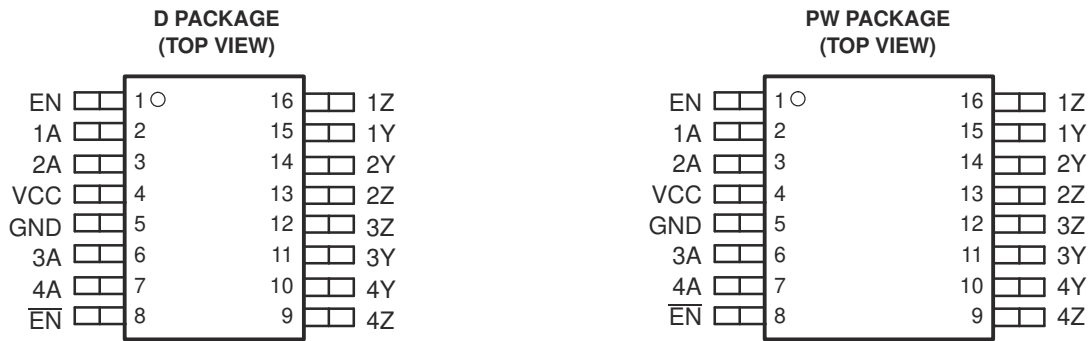 D PACKAGE
(TOP VIEW)
EN 1 16 1Z
1A 2 15 1Y
2A 3 14 2Y
VCC 4 13 2Z
GND 5 12 3Z
3A 6 11 3Y
4A 7 10 4Y
E̅N̅ 8 9 4Z
PW PACKAGE
(TOP VIEW)
EN 1 16 1Z
1A 2 15 1Y
2A 3 14 2Y
VCC 4 13 2Z
GND 5 12 3Z
3A 6 11 3Y
4A 7 10 4Y
E̅N̅ 8 9 4Z